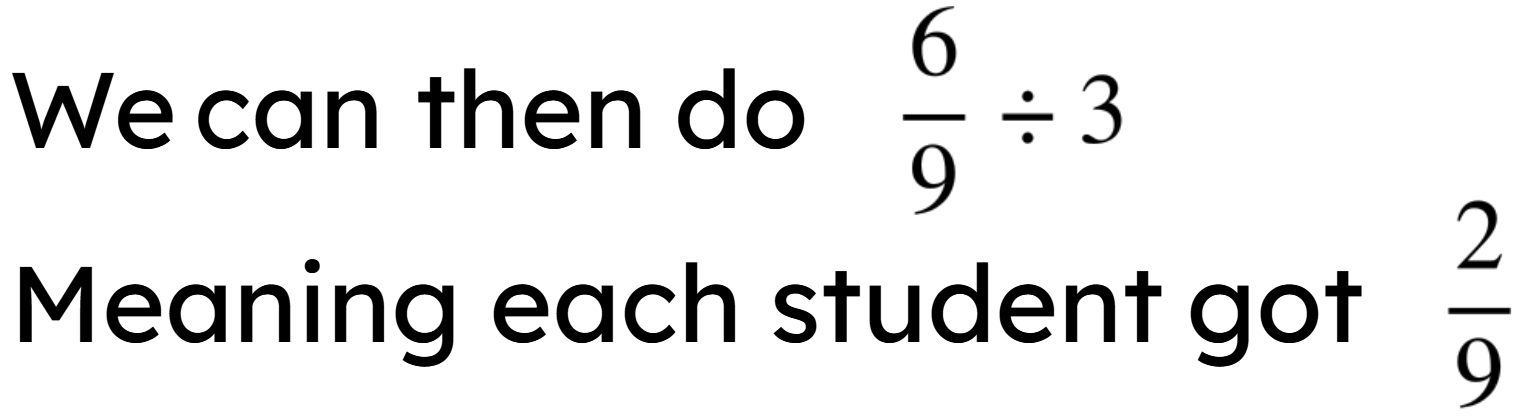 We can then do 6/9 ÷ 3
Meaning each student got 2/9